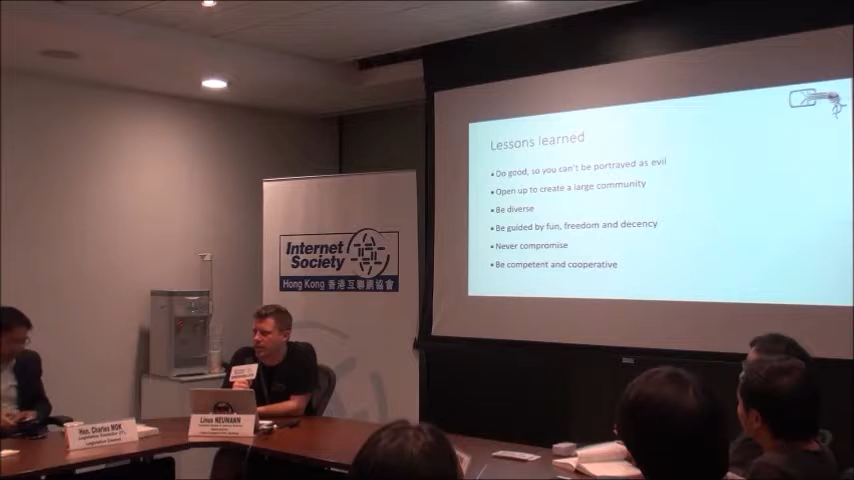 Lessons learned
• Do good, so you can't be portrayed as evil
• Open up to create a large community
• Be diverse
• Be guided by fun, freedom and decency
• Never compromise
• Be competent and cooperative
Internet
Society
Hong Kong 香港互聯網協會
Hon. Charles MOK
Linus NEUMANN